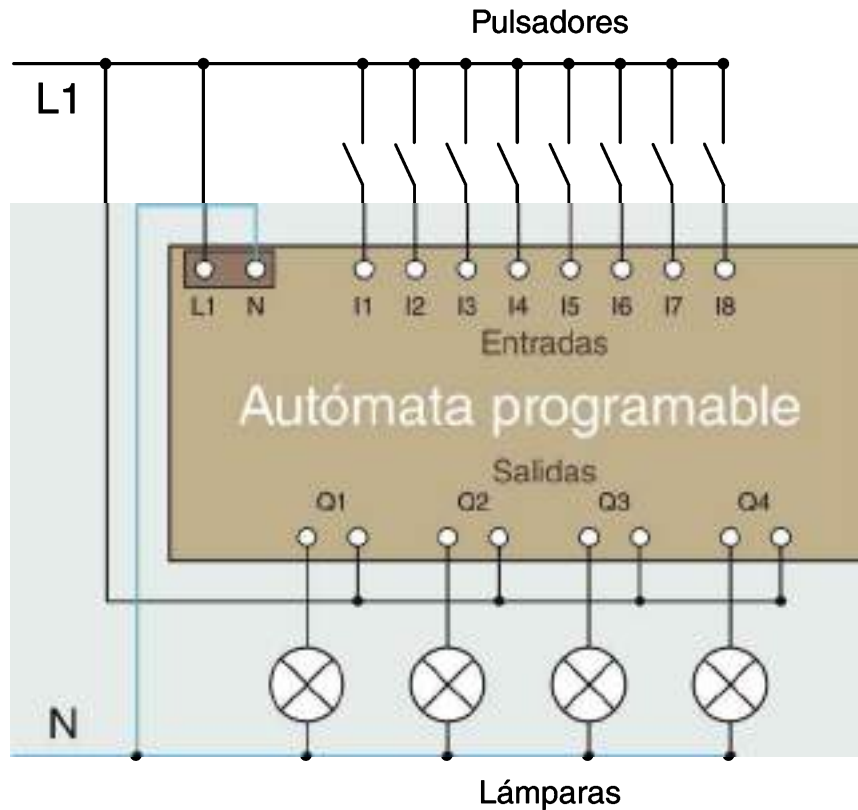 Pulsadores
L1
L1 N I1 I2 I3 I4 I5 I6 I7 I8
Entradas
Autómata programable
Salidas
Q1 Q2 Q3 Q4
N
Lámparas